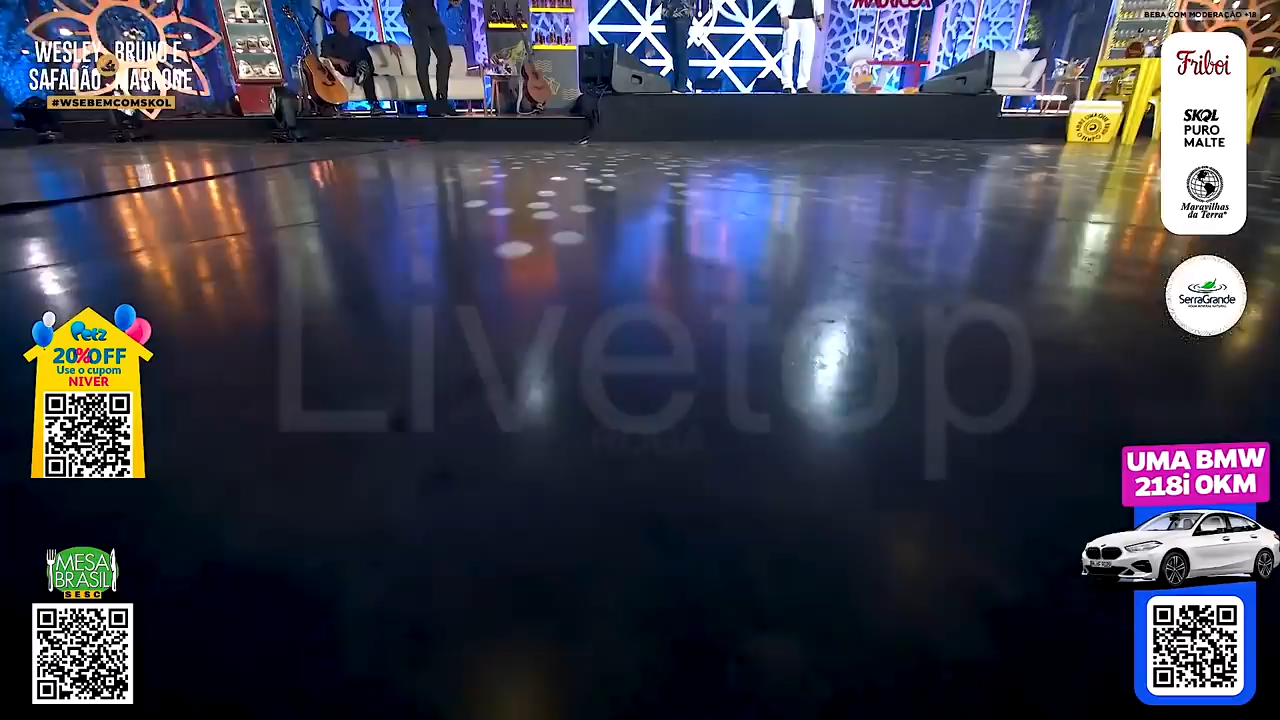 BEBA COM MODERAÇÃO +18
WESLEY BRUNO E
SAFADÃO MARRONE
#WSEBEMCOMSKOL
Friboi
SKOL
PURO
MALTE
Maravilhas
da Terra
SerraGrande
Petz
20%OFF
Use o cupom
NIVER
Livetop
UMA BMW
218i 0KM
MESA
BRASIL
SESC